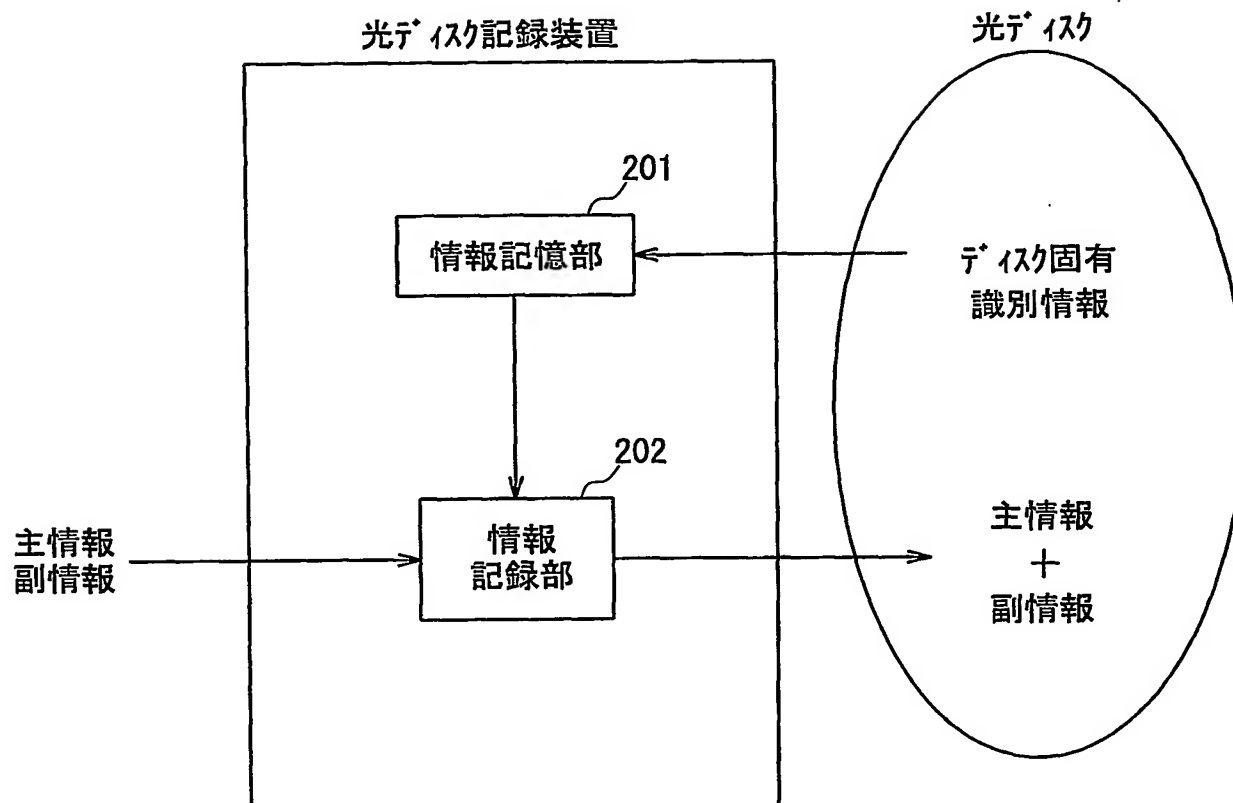 光ディスク記録装置
光ディスク
201
情報記憶部
ディスク固有
識別情報
202
情報
記録部
主情報
副情報
主情報
+
副情報